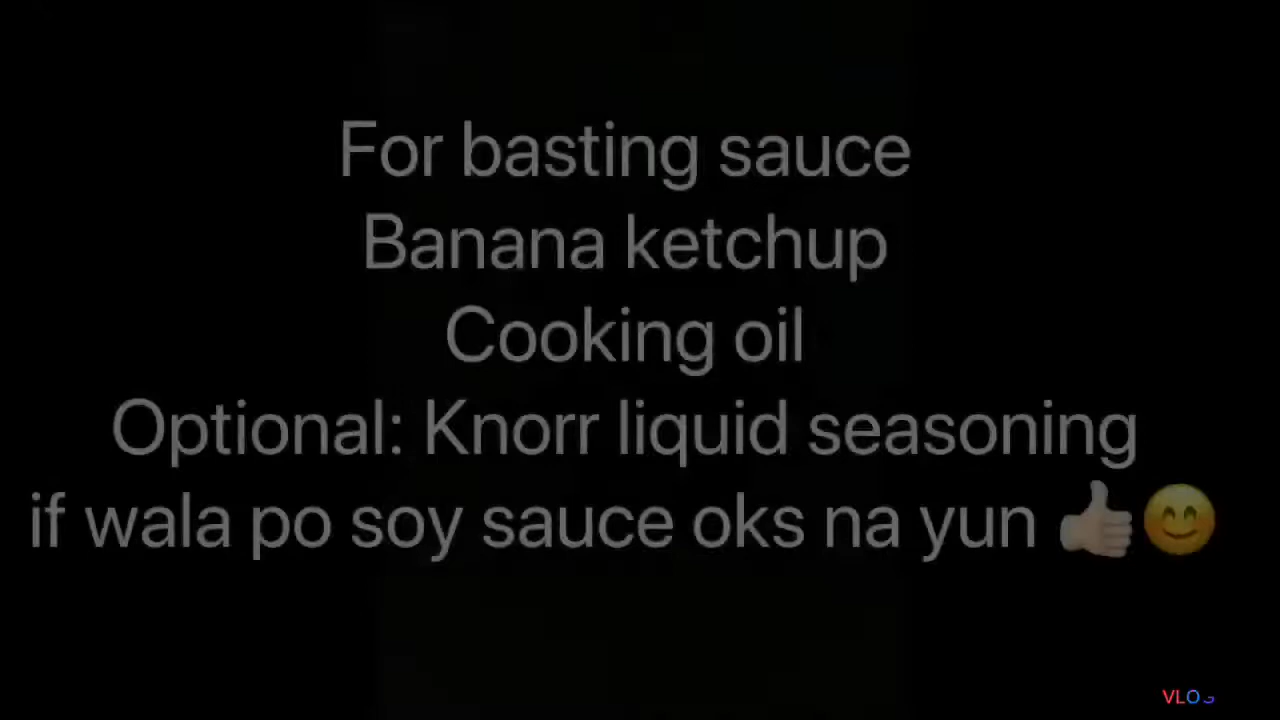 For basting sauce
Banana ketchup
Cooking oil
Optional: Knorr liquid seasoning
if wala po soy sauce oks na yun 👍🏻😊
VLO